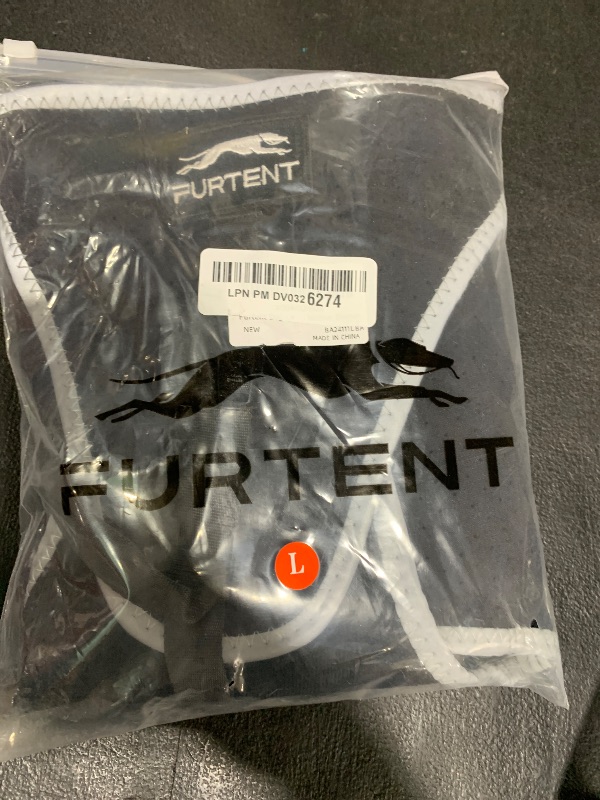 FURTENT
LPN PM DV032 6274
NEW
MADE IN CHINA
FURTENT
L